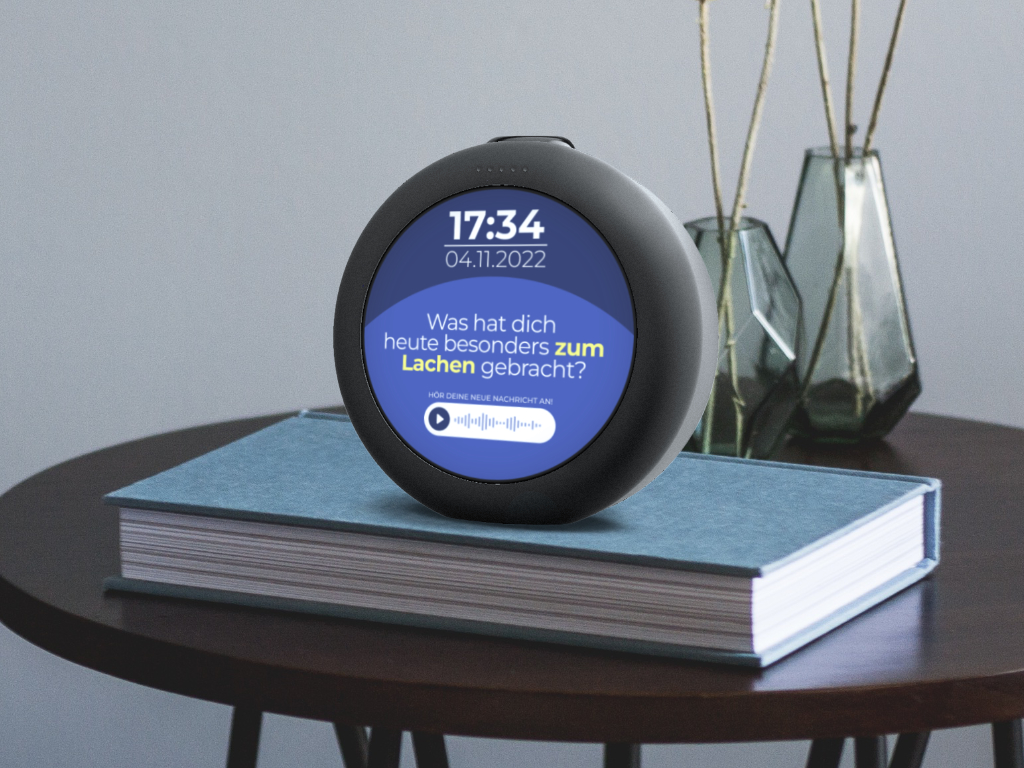 17:34
04.11.2022
Was hat dich
heute besonders zum
Lachen gebracht?
HÖR DEINE NEUE NACHRICHT AN!